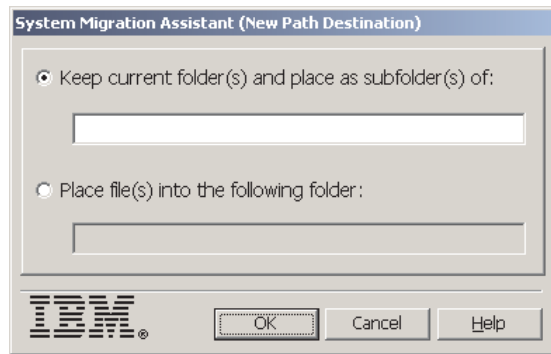 System Migration Assistant (New Path Destination)
Keep current folder(s) and place as subfolder(s) of:
Place file(s) into the following folder:
IBM®
OK
Cancel
Help